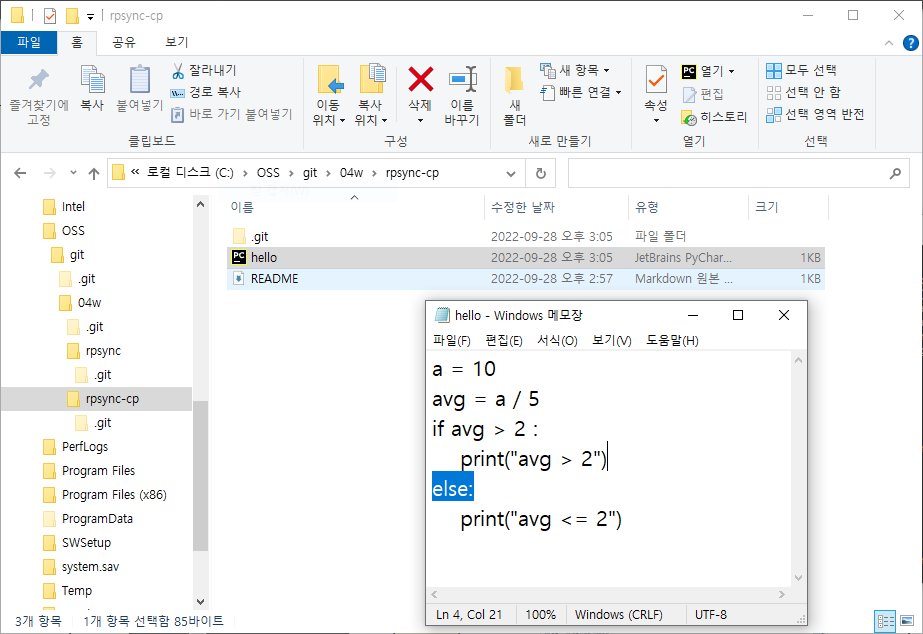 rpsync-cp
파일 홈 공유 보기
즐겨찾기에 고정
복사
붙여넣기
잘라내기
경로 복사
바로 가기 붙여넣기
클립보드
이동 위치
복사 위치
삭제
이름 바꾸기
구성
새 폴더
새 항목
빠른 연결
새로 만들기
속성
PC 열기
편집
히스토리
열기
모두 선택
선택 안 함
선택 영역 반전
선택
« 로컬 디스크 (C:) > OSS > git > 04w > rpsync-cp
이름 수정한 날짜 유형 크기
.git 2022-09-28 오후 3:05 파일 폴더
PC hello 2022-09-28 오후 3:05 JetBrains PyChar... 1KB
README 2022-09-28 오후 2:57 Markdown 원본 ... 1KB
Intel
OSS
git
.git
04w
.git
rpsync
.git
rpsync-cp
.git
PerfLogs
Program Files
Program Files (x86)
ProgramData
SWSetup
system.sav
Temp
hello - Windows 메모장
파일(F) 편집(E) 서식(O) 보기(V) 도움말(H)
a = 10
avg = a / 5
if avg > 2 :
print("avg > 2")
else:
print("avg <= 2")
Ln 4, Col 21 100% Windows (CRLF) UTF-8
3개 항목 1개 항목 선택함 85바이트